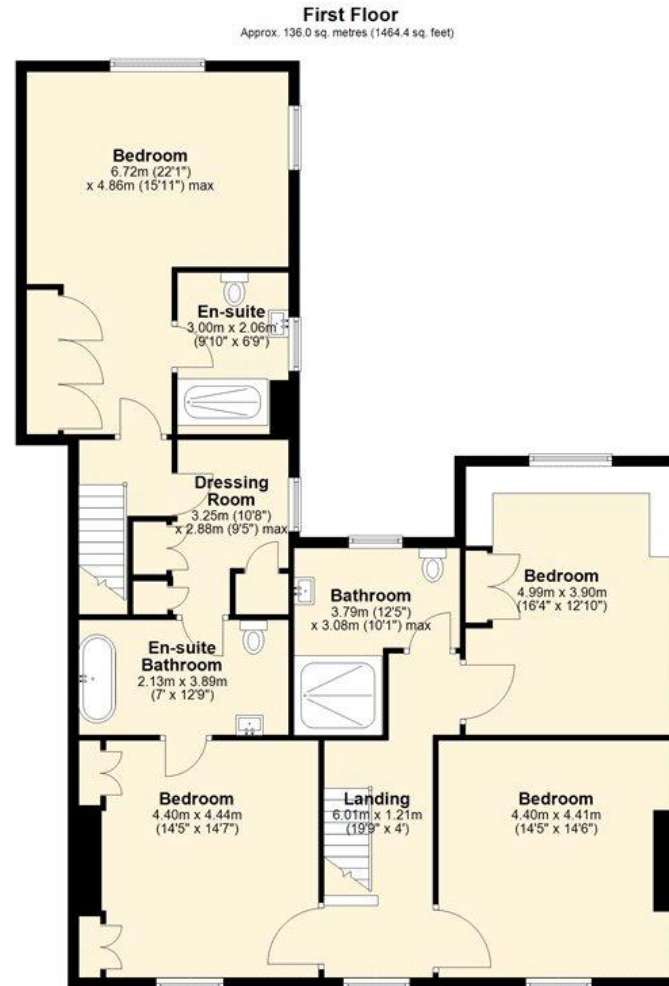 First Floor
Approx. 136.0 sq. metres (1464.4 sq. feet)
Bedroom
6.72m (22'1")
x 4.86m (15'11") max
En-suite
3.00m x 2.06m
(9'10" x 6'9")
Dressing
Room
3.25m (10'8")
x 2.88m (9'5") max
Bathroom
3.79m (12'5")
x 3.08m (10'1") max
Bedroom
4.99m x 3.90m
(16'4" x 12'10")
En-suite
Bathroom
2.13m x 3.89m
(7' x 12'9")
Bedroom
4.40m x 4.44m
(14'5" x 14'7")
Landing
6.01m x 1.21m
(19'9" x 4')
Bedroom
4.40m x 4.41m
(14'5" x 14'6")